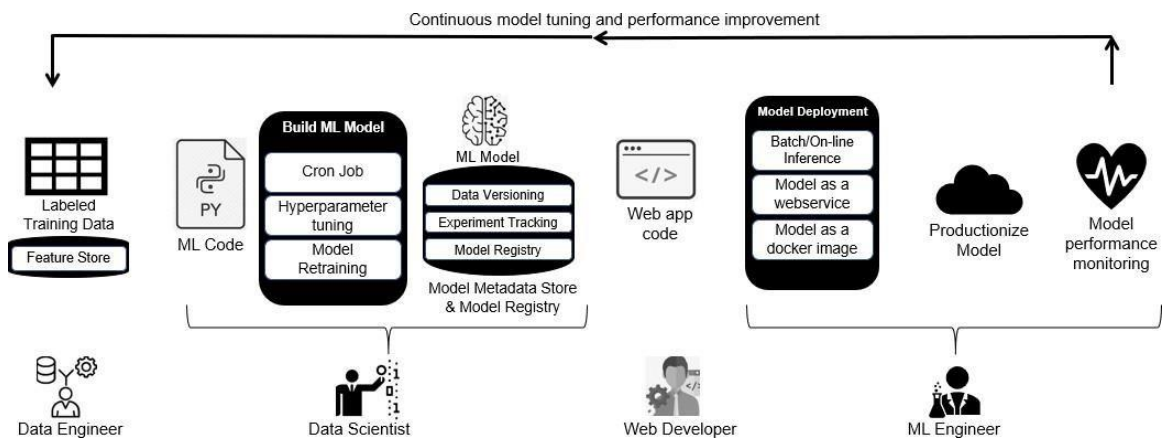 Continuous model tuning and performance improvement
Labeled
Training Data
Feature Store
PY
ML Code
Build ML Model
Cron Job
Hyperparameter
tuning
Model
Retraining
ML Model
Data Versioning
Experiment Tracking
Model Registry
Model Metadata Store
& Model Registry
</>
Web app
code
Model Deployment
Batch/On-line
Inference
Model as a
webservice
Model as a
docker image
Productionize
Model
Model
performance
monitoring
Data Engineer
1
1
Data Scientist
</>
Web Developer
ML Engineer